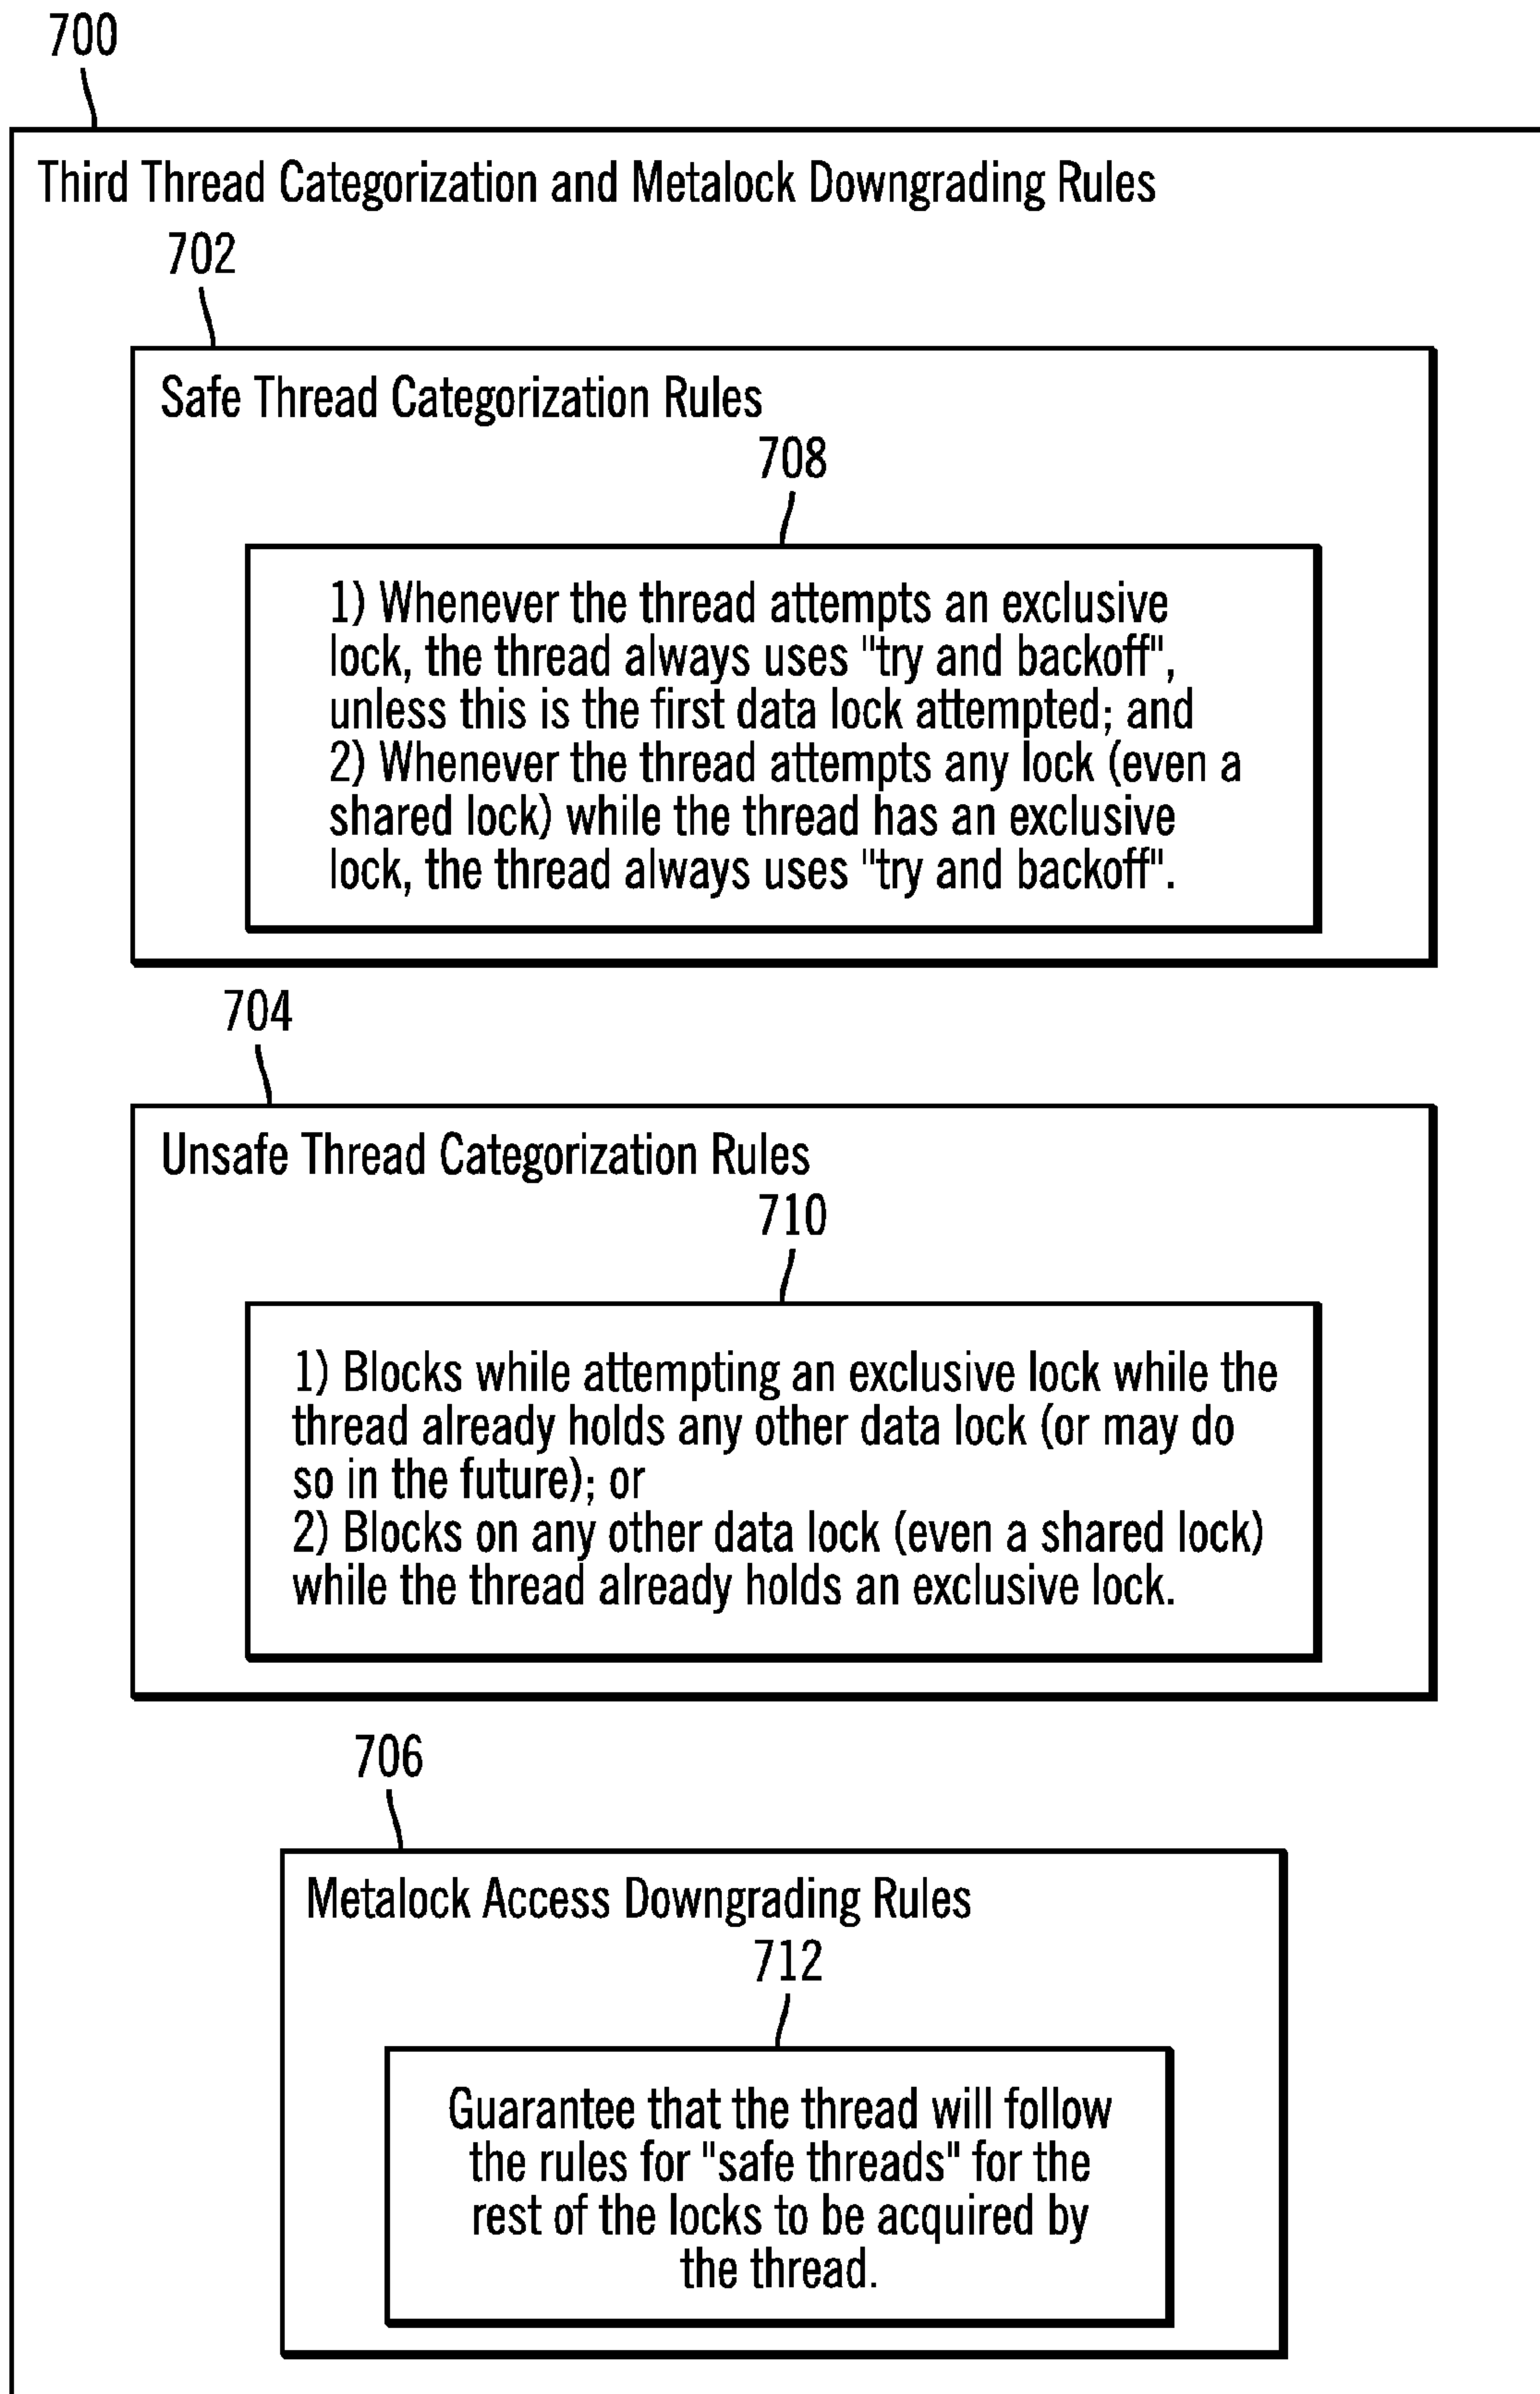 700
Third Thread Categorization and Metalock Downgrading Rules
702
Safe Thread Categorization Rules
708
1) Whenever the thread attempts an exclusive
lock, the thread always uses "try and backoff",
unless this is the first data lock attempted; and
2) Whenever the thread attempts any lock (even a
shared lock) while the thread has an exclusive
lock, the thread always uses "try and backoff".
704
Unsafe Thread Categorization Rules
710
1) Blocks while attempting an exclusive lock while the
thread already holds any other data lock (or may do
so in the future); or
2) Blocks on any other data lock (even a shared lock)
while the thread already holds an exclusive lock.
706
Metalock Access Downgrading Rules
712
Guarantee that the thread will follow
the rules for "safe threads" for the
rest of the locks to be acquired by
the thread.